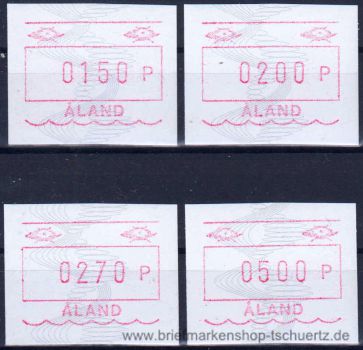 0150 P
ÅLAND
0200 P
ÅLAND
0270 P
ÅLAND
0500 P
ÅLAND
www.briefmarkenshop-tschuertz.de